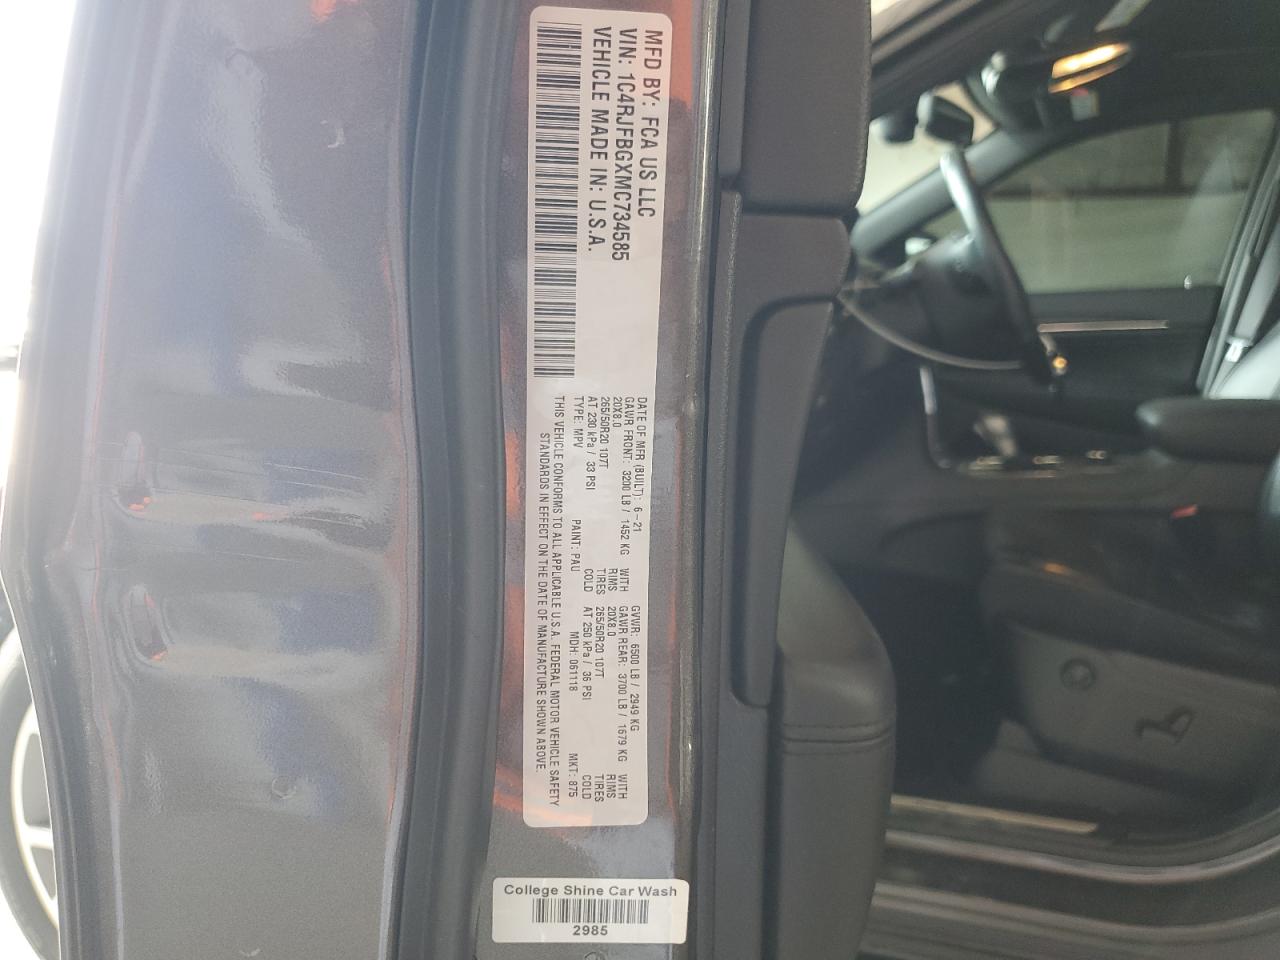 MFD BY: FCA US LLC
VIN: 1C4RJFBGXMC734585
VEHICLE MADE IN: U.S.A.
DATE OF MFR (BUILT): 6-21
GVWR: 6500 LB / 2949 KG
GAWR FRONT: 3200 LB / 1452 KG WITH
GAWR REAR: 3700 LB / 1679 KG WITH
20X8.0 RIMS
20X8.0 RIMS
265/50R20 107T TIRES
265/50R20 107T TIRES
AT 230 kPa / 33 PSI COLD
AT 250 kPa / 36 PSI COLD
TYPE: MPV PAINT: PAU MDH: 061118 MKT: 875
THIS VEHICLE CONFORMS TO ALL APPLICABLE U.S.A. FEDERAL MOTOR VEHICLE SAFETY
STANDARDS IN EFFECT ON THE DATE OF MANUFACTURE SHOWN ABOVE.
College Shine Car Wash
2985